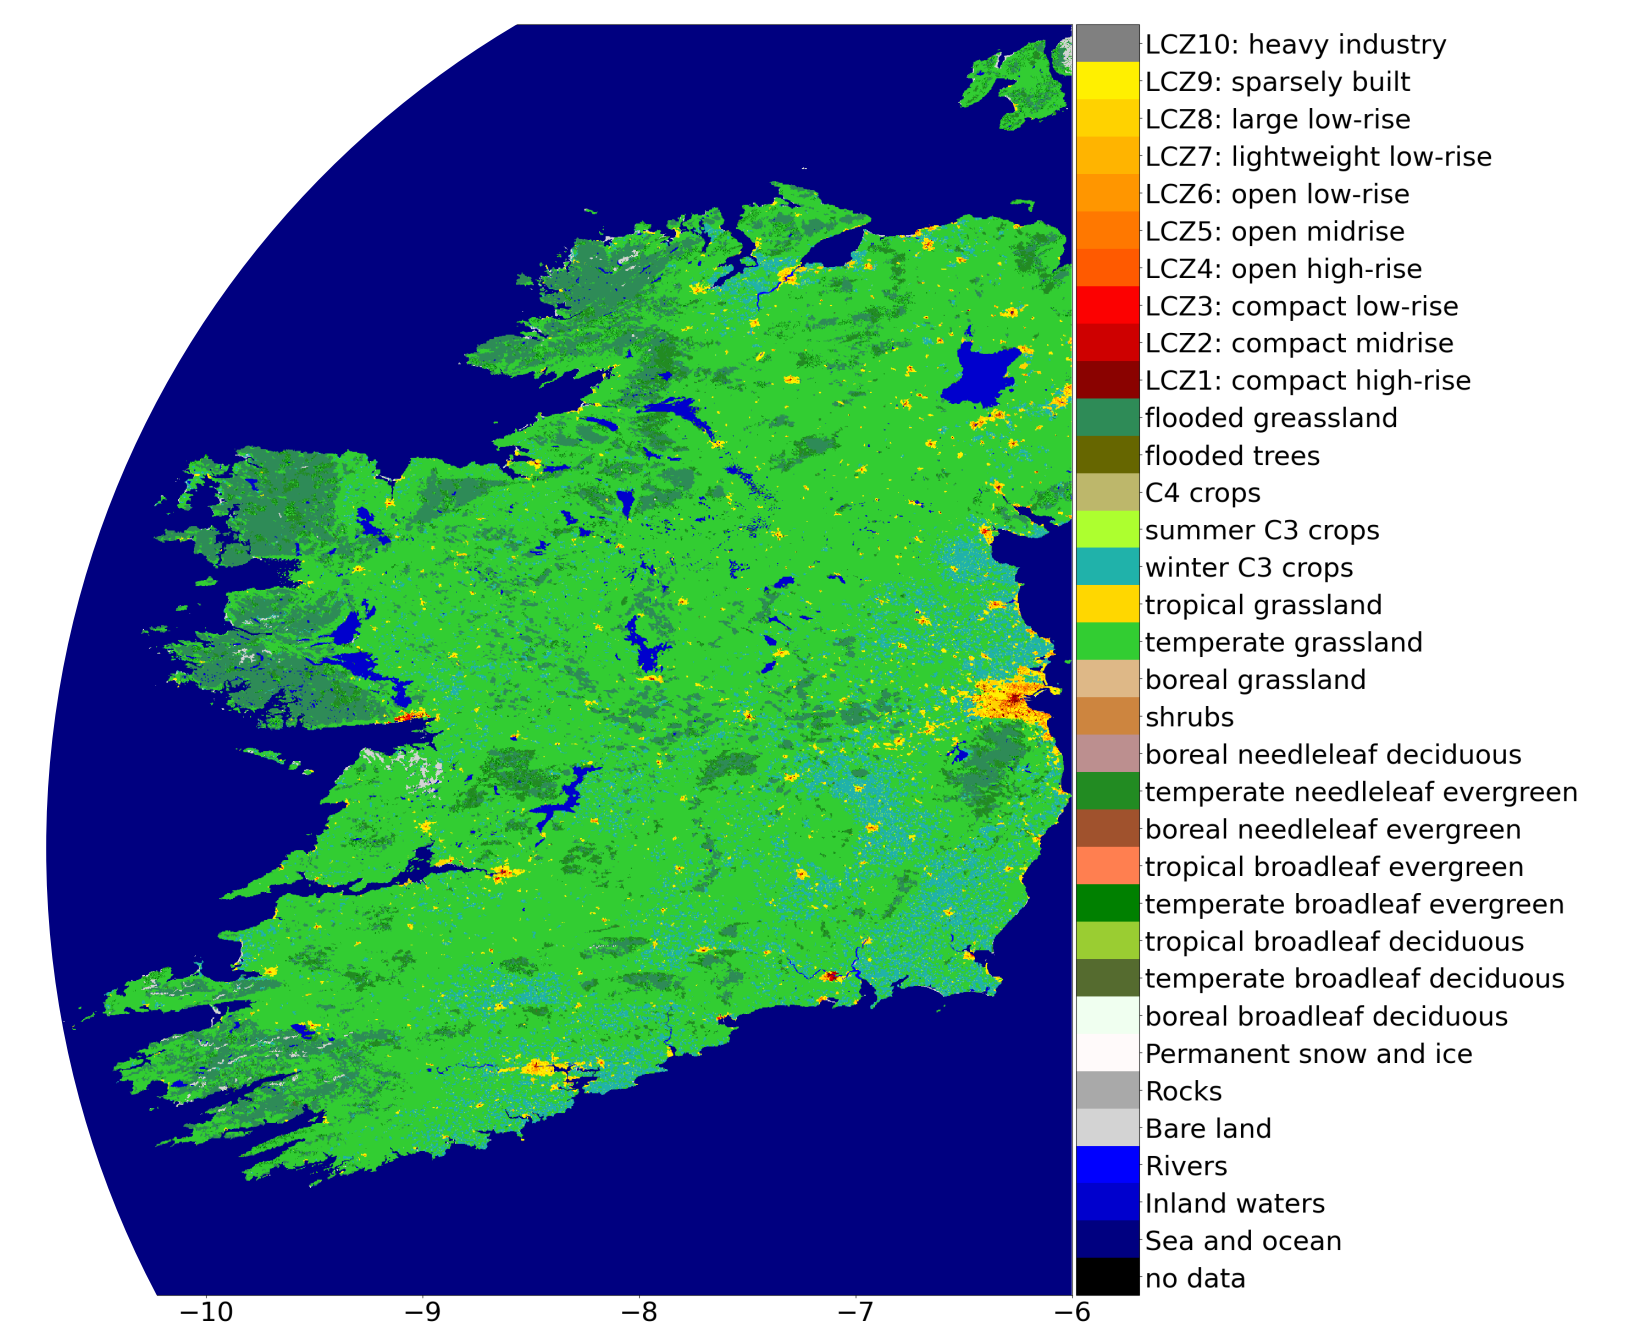 LCZ10: heavy industry
LCZ9: sparsely built
LCZ8: large low-rise
LCZ7: lightweight low-rise
LCZ6: open low-rise
LCZ5: open midrise
LCZ4: open high-rise
LCZ3: compact low-rise
LCZ2: compact midrise
LCZ1: compact high-rise
flooded greassland
flooded trees
C4 crops
summer C3 crops
winter C3 crops
tropical grassland
temperate grassland
boreal grassland
shrubs
boreal needleleaf deciduous
temperate needleleaf evergreen
boreal needleleaf evergreen
tropical broadleaf evergreen
temperate broadleaf evergreen
tropical broadleaf deciduous
temperate broadleaf deciduous
boreal broadleaf deciduous
Permanent snow and ice
Rocks
Bare land
Rivers
Inland waters
Sea and ocean
no data
−10 −9 −8 −7 −6